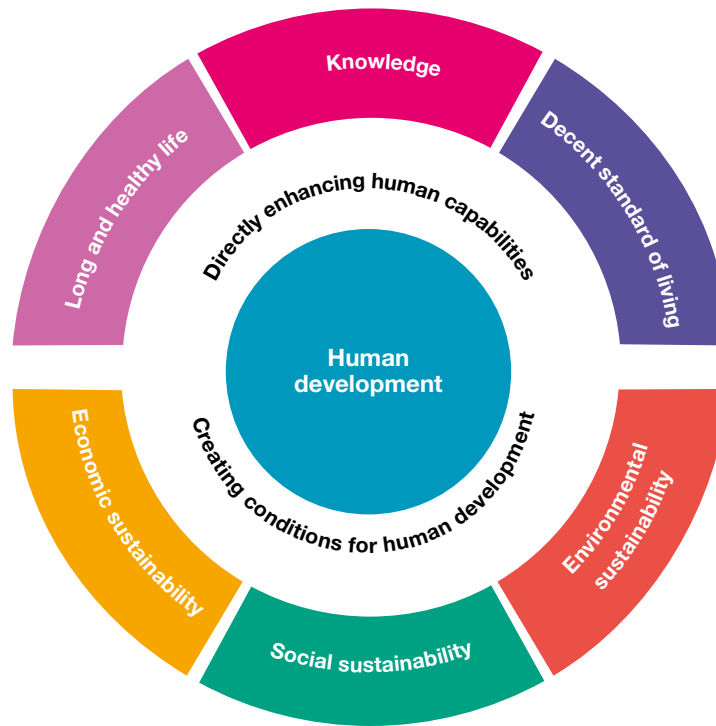 Knowledge
Long and healthy life
Decent standard of living
Directly enhancing human capabilities
Human
development
Creating conditions for human development
Economic sustainability
Environmental
sustainability
Social sustainability